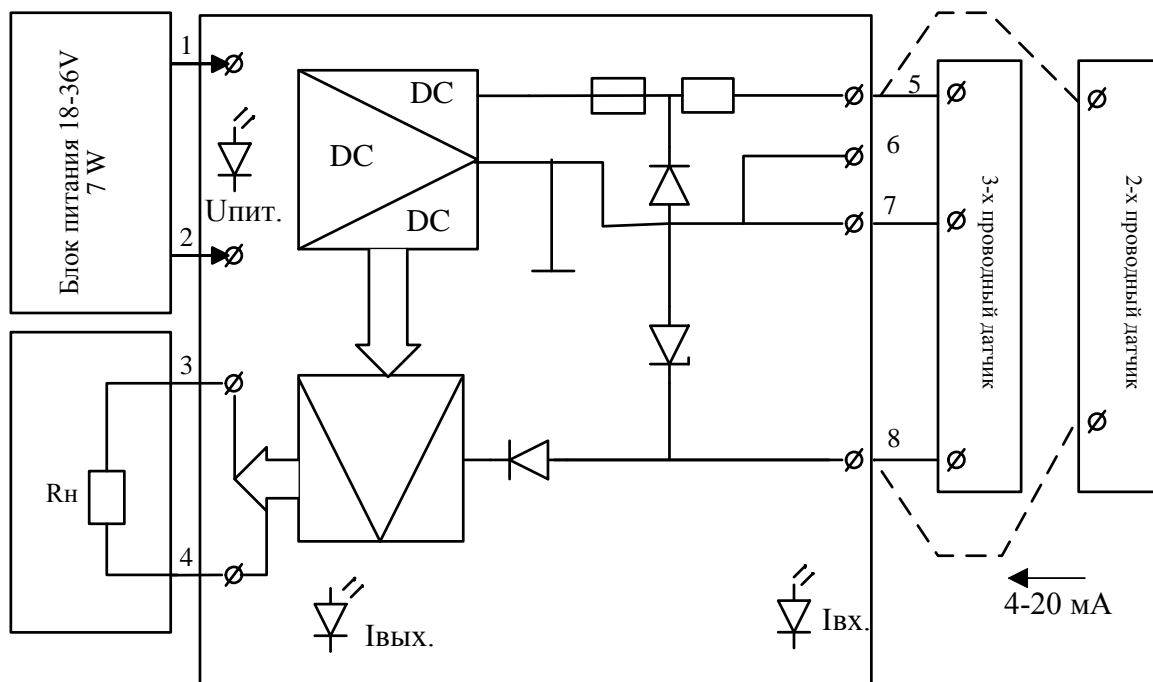 Блок питания 18-36V
7 W
1
2
Uпит.
DC
DC
DC
5
6
7
8
3-х проводный датчик
2-х проводный датчик
3
4
Rн
Iвых.
Iвх.
4-20 мА